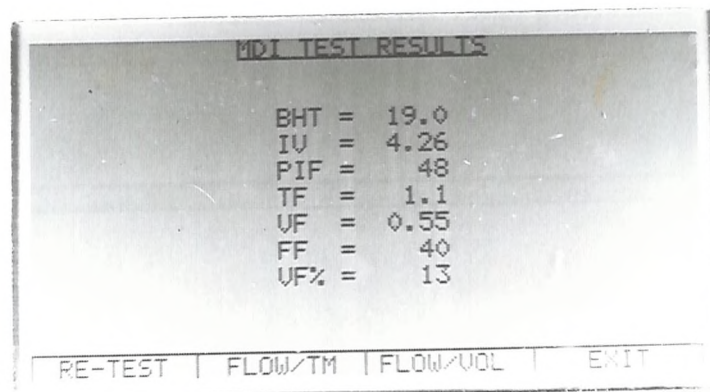 MDI TEST RESULTS
BHT = 19.0
IV = 4.26
PIF = 48
TF = 1.1
VF = 0.55
FF = 40
VF% = 13
RE-TEST | FLOW/TM | FLOW/VOL | EXIT